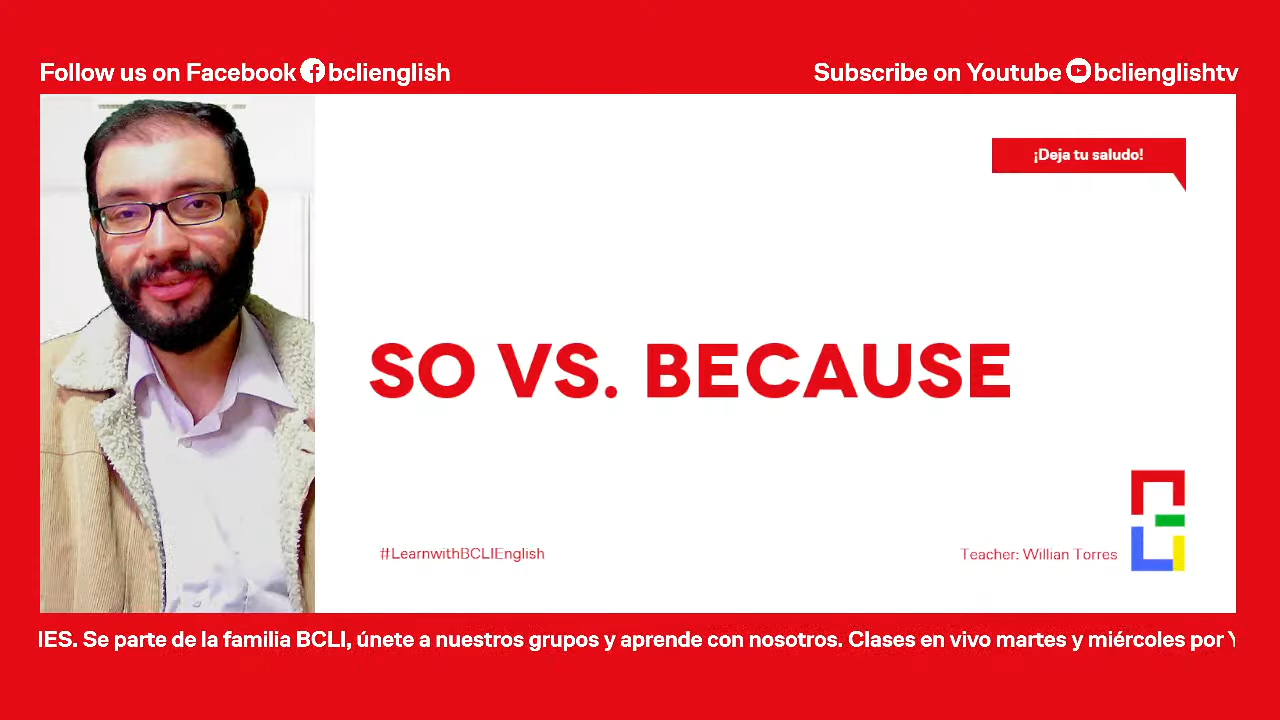 Follow us on Facebook bclienglish
Subscribe on Youtube bclienglishtv
¡Deja tu saludo!
SO VS. BECAUSE
#LearnwithBCLIEnglish
Teacher: Willian Torres
IES. Se parte de la familia BCLI, únete a nuestros grupos y aprende con nosotros. Clases en vivo martes y miércoles por